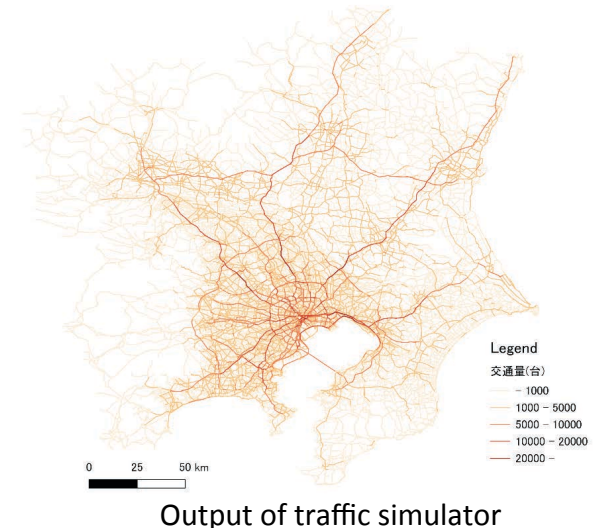 Legend
交通量(台)
- 1000
1000 - 5000
5000 - 10000
10000 - 20000
20000 -
0 25 50 km
Output of traffic simulator